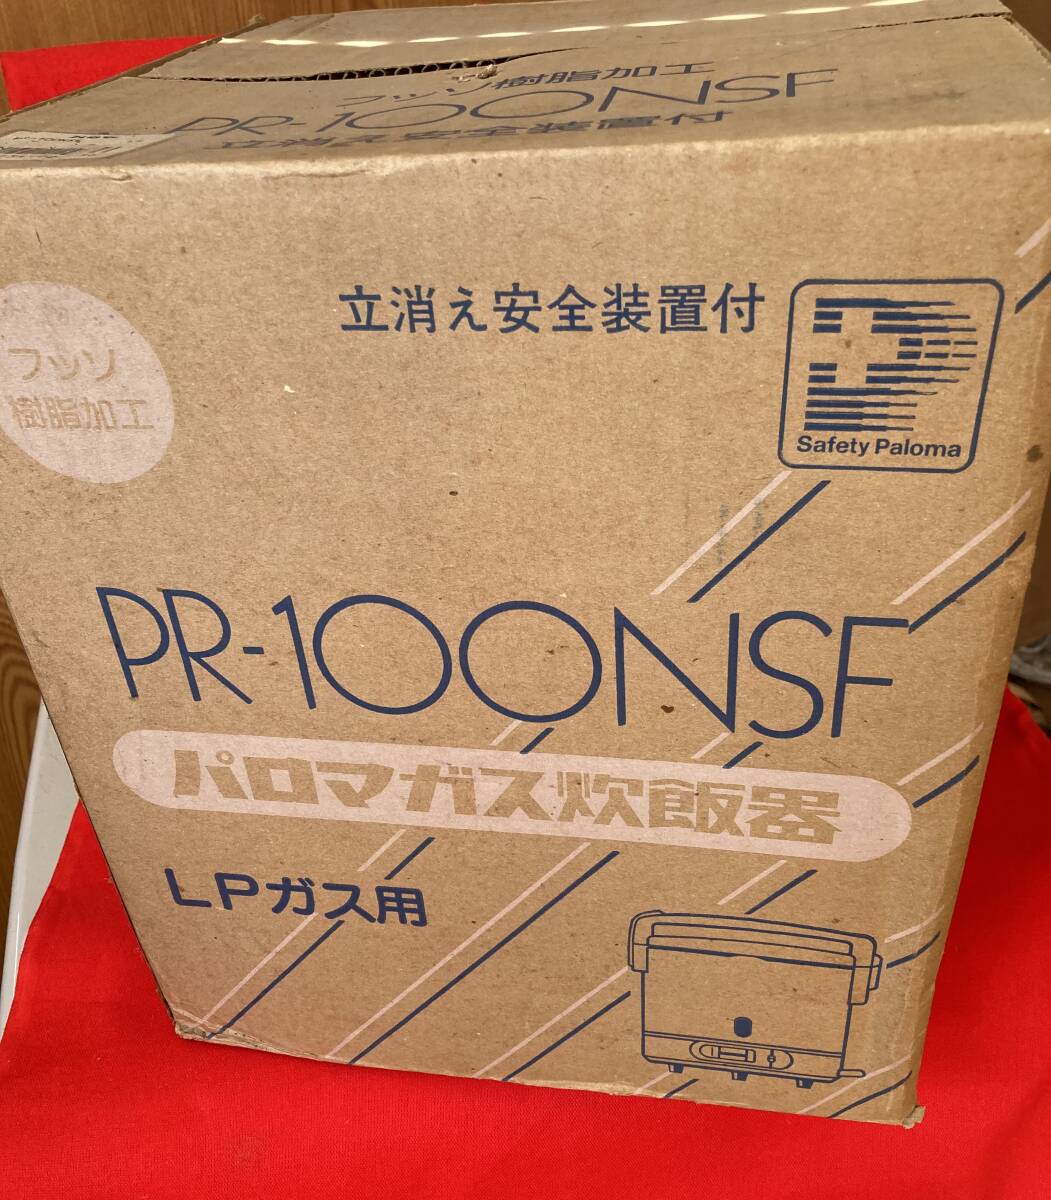 フッソ樹脂加工
PR-100NSF
立消え安全装置付
立消え安全装置付
Safety Paloma
フッソ
樹脂加工
PR-100NSF
パロマガス炊飯器
LPガス用